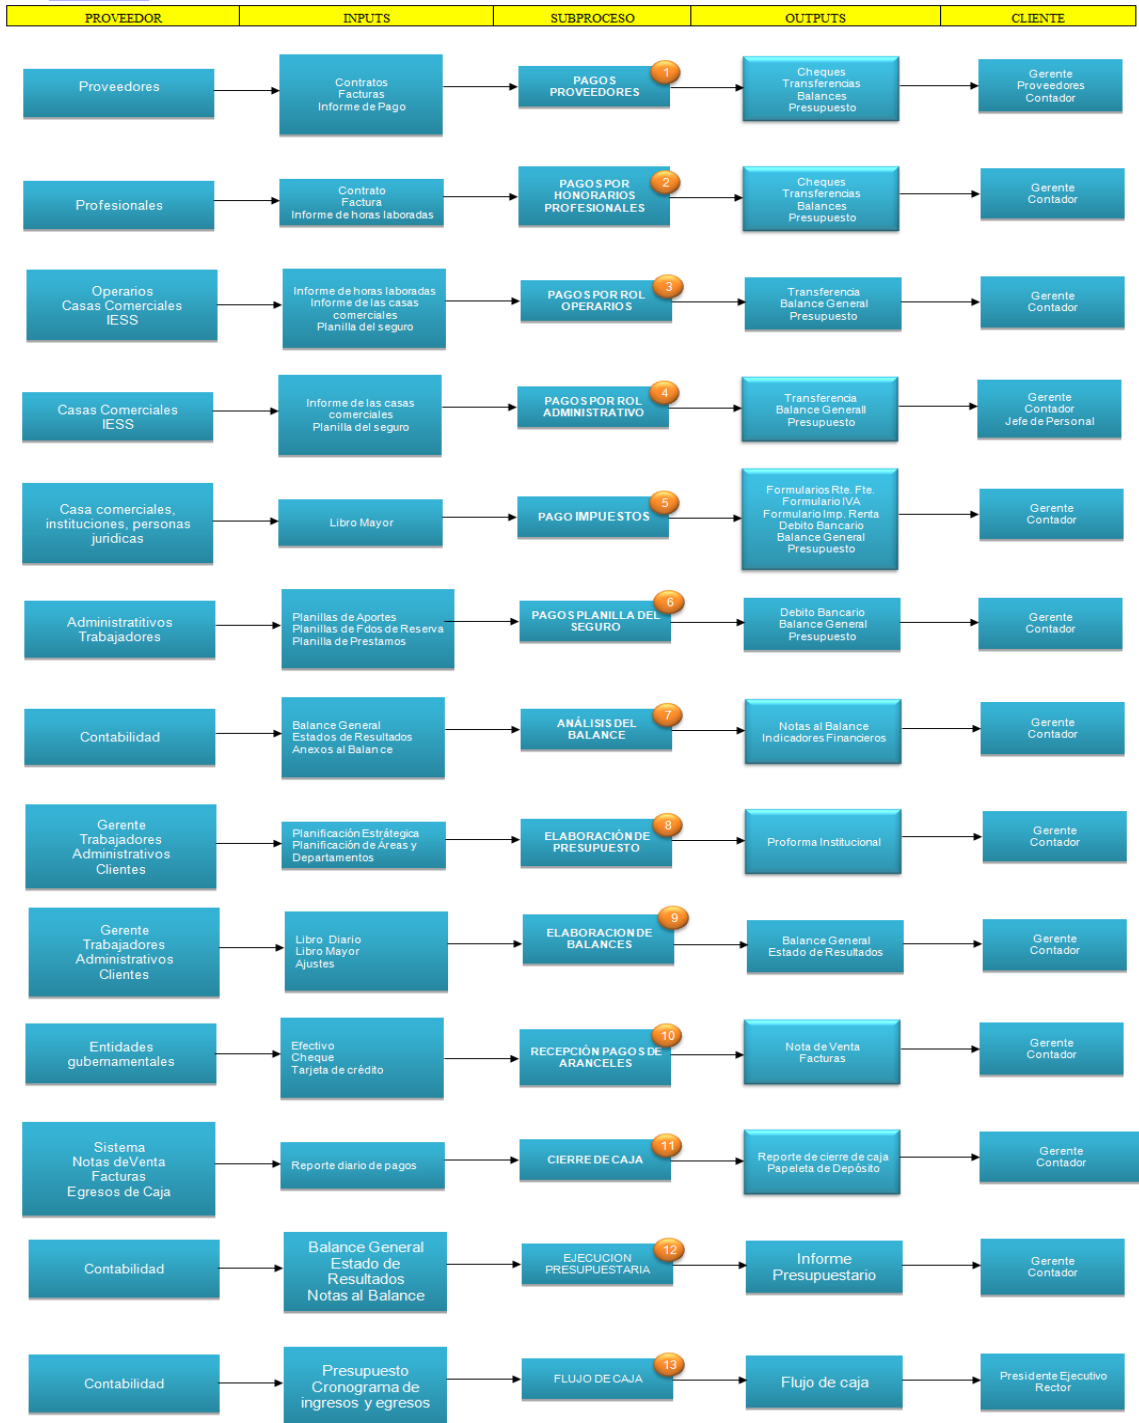 PROVEEDOR INPUTS SUBPROCESO OUTPUTS CLIENTE
Proveedores
Contratos
Facturas
Informe de Pago
1
PAGOS
PROVEEDORES
Cheques
Transferencias
Balances
Presupuesto
Gerente
Proveedores
Contador
Profesionales
Contrato
Factura
Informe de horas laboradas
2
PAGOS POR
HONORARIOS
PROFESIONALES
Cheques
Transferencias
Balances
Presupuesto
Gerente
Contador
Operarios
Casas Comerciales
IESS
Informe de horas laboradas
Informe de las casas
comerciales
Planilla del seguro
3
PAGOS POR ROL
OPERARIOS
Transferencia
Balance General
Presupuesto
Gerente
Contador
Casas Comerciales
IESS
Informe de las casas
comerciales
Planilla del seguro
4
PAGOS POR ROL
ADMINISTRATIVO
Transferencia
Balance Generall
Presupuesto
Gerente
Contador
Jefe de Personal
Casa comerciales,
instituciones, personas
juridicas
Libro Mayor
5
PAGO IMPUESTOS
Formularios Rte. Fte.
Formulario IVA
Formulario Imp. Renta
Debito Bancario
Balance General
Presupuesto
Gerente
Contador
Administratitivos
Trabajadores
Planillas de Aportes
Planillas de Fdos de Reserva
Planilla de Prestamos
6
PAGOS PLANILLA DEL
SEGURO
Debito Bancario
Balance General
Presupuesto
Gerente
Contador
Contabilidad
Balance General
Estados de Resultados
Anexos al Balance
7
ANÁLISIS DEL
BALANCE
Notas al Balance
Indicadores Financieros
Gerente
Contador
Gerente
Trabajadores
Administrativos
Clientes
Planificación Estrátegica
Planificación de Áreas y
Departamentos
8
ELABORACIÓN DE
PRESUPUESTO
Proforma Institucional
Gerente
Contador
Gerente
Trabajadores
Administrativos
Clientes
Libro Diario
Libro Mayor
Ajustes
9
ELABORACION DE
BALANCES
Balance General
Estado de Resultados
Gerente
Contador
Entidades
gubernamentales
Efectivo
Cheque
Tarjeta de crédito
10
RECEPCIÓN PAGOS DE
ARANCELES
Nota de Venta
Facturas
Gerente
Contador
Sistema
Notas de Venta
Facturas
Egresos de Caja
Reporte diario de pagos
11
CIERRE DE CAJA
Reporte de cierre de caja
Papeleta de Depósito
Gerente
Contador
Contabilidad
Balance General
Estado de
Resultados
Notas al Balance
12
EJECUCION
PRESUPUESTARIA
Informe
Presupuestario
Gerente
Contador
Contabilidad
Presupuesto
Cronograma de
ingresos y egresos
13
FLUJO DE CAJA
Flujo de caja
Presidente Ejecutivo
Rector